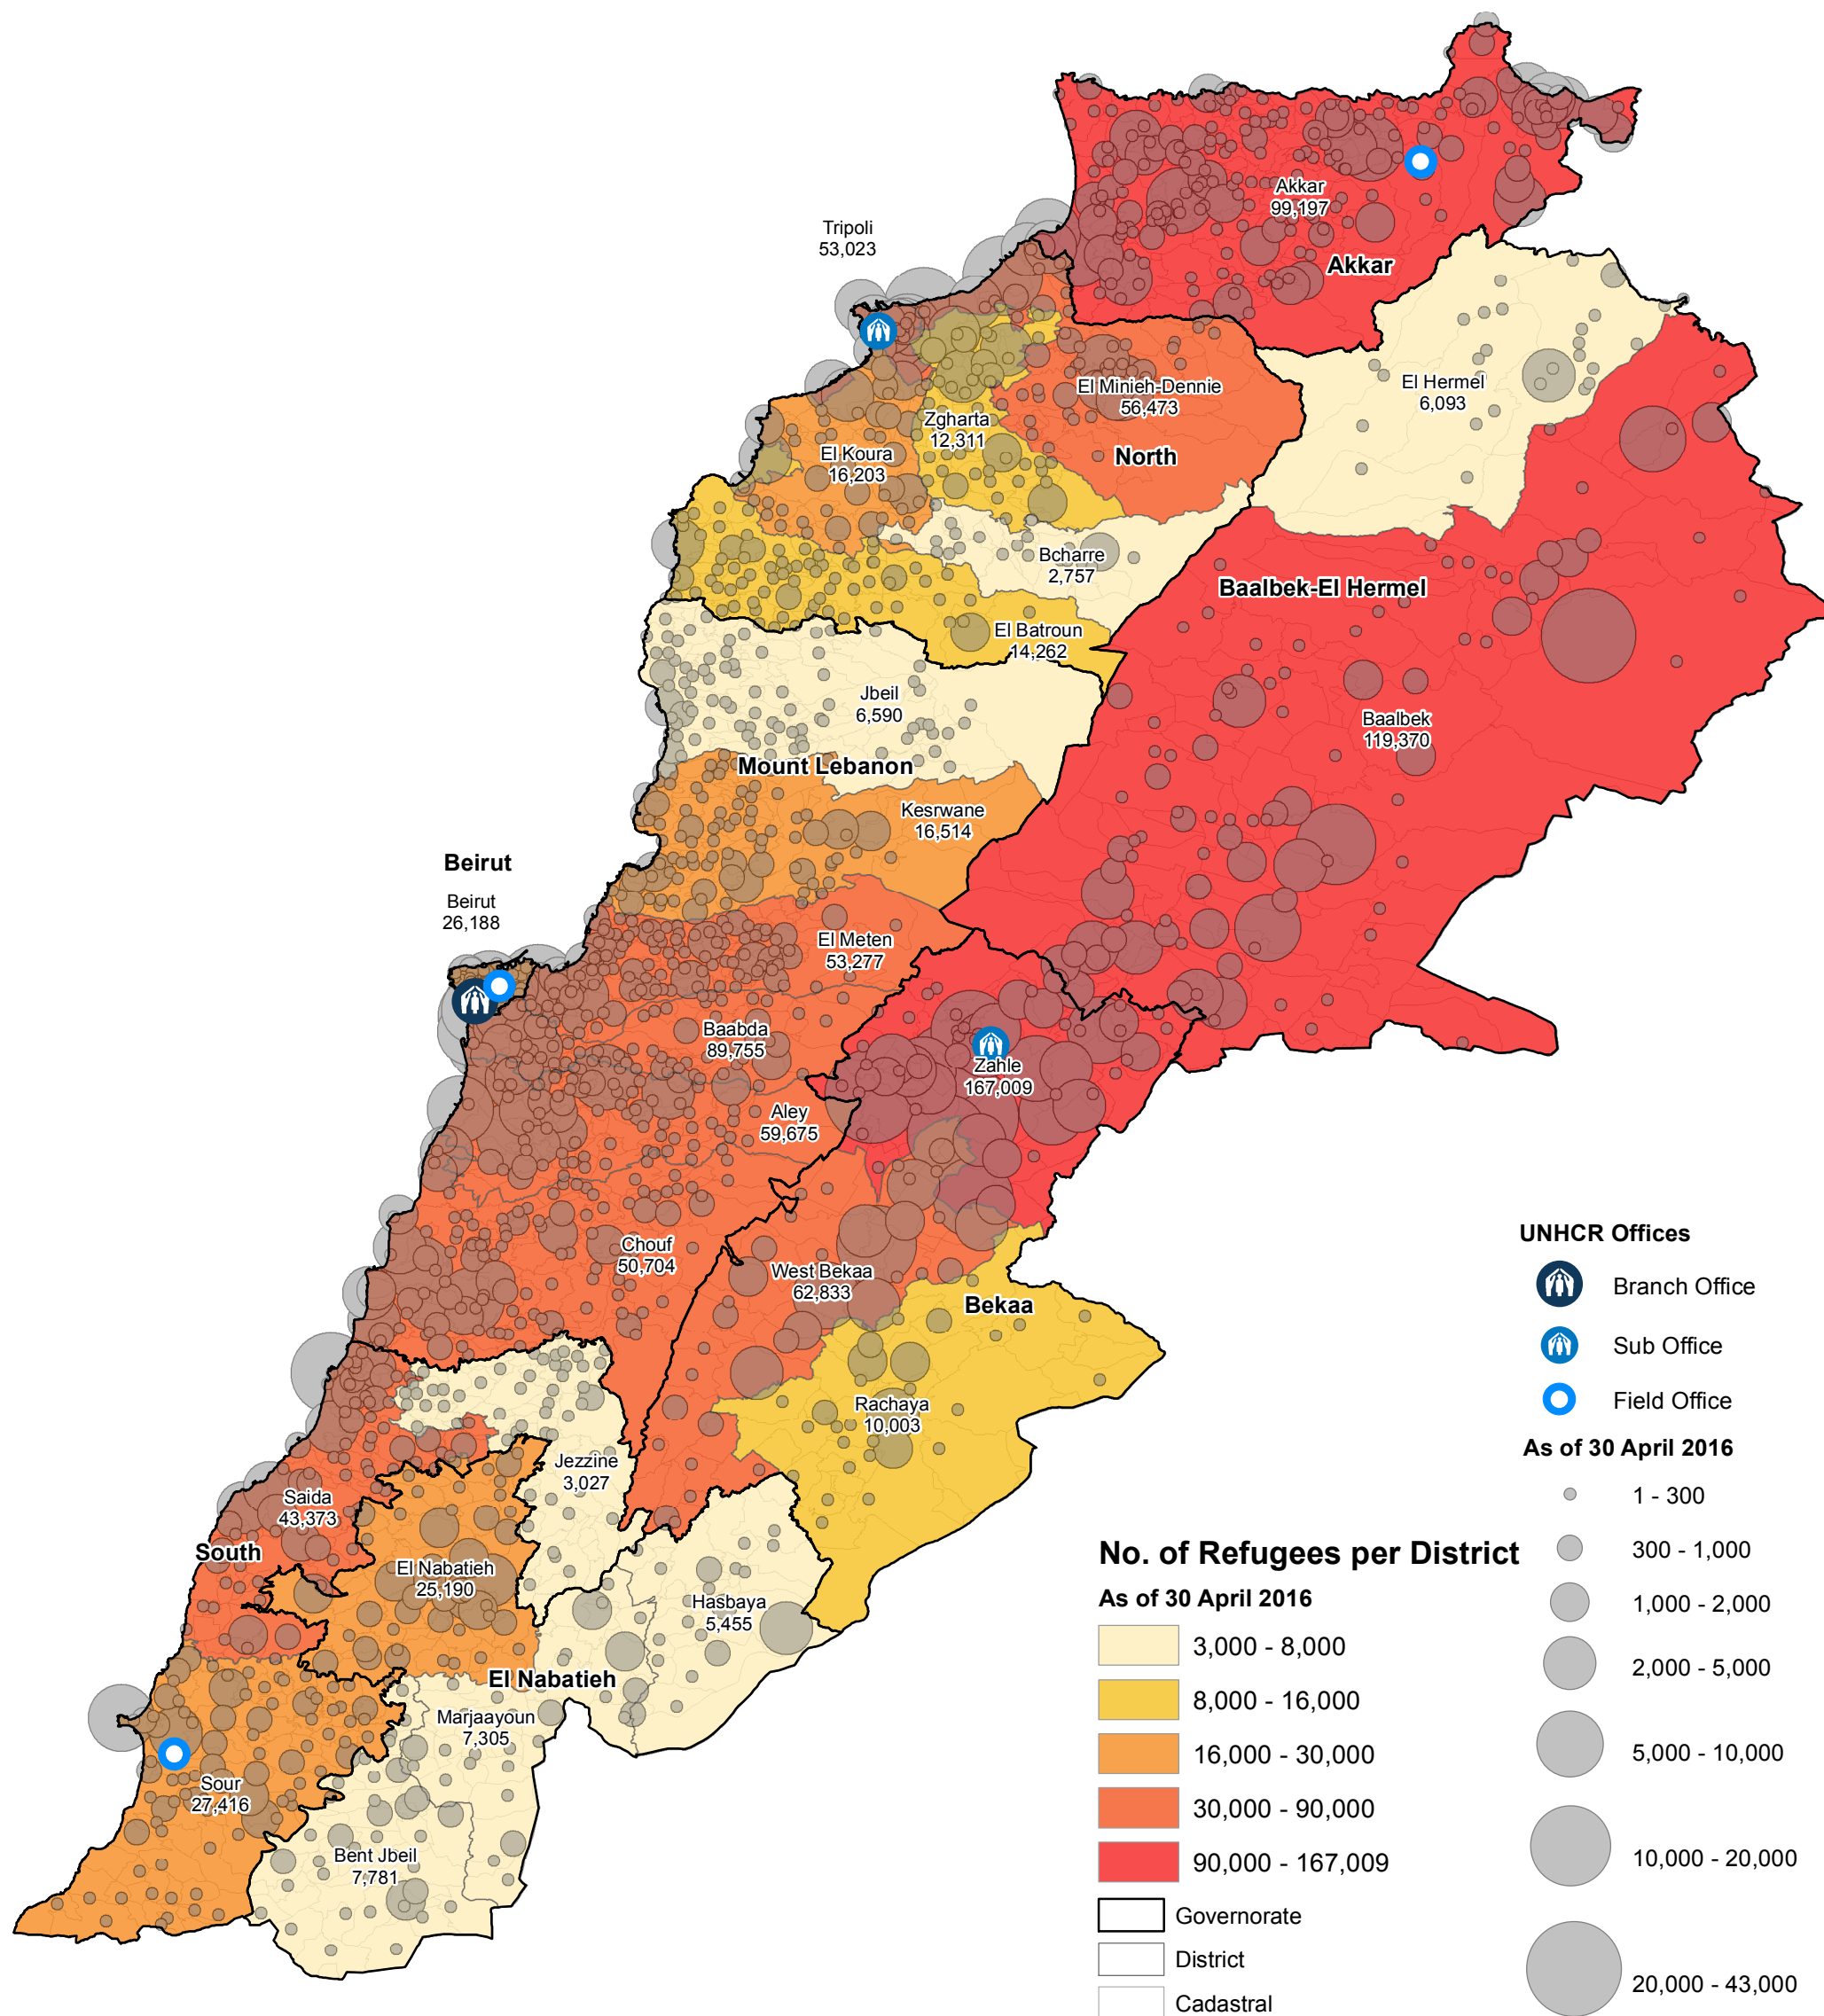 Akkar
99,197
Akkar
Tripoli
53,023
El Hermel
6,093
El Minieh-Dennie
56,473
Zgharta
12,311
North
El Koura
16,203
Bcharre
2,757
Baalbek-El Hermel
El Batroun
14,262
Jbeil
6,590
Baalbek
119,370
Mount Lebanon
Kesrwane
16,514
Beirut
Beirut
26,188
El Meten
53,277
Baabda
89,755
Zahle
167,009
Aley
59,675
Chouf
50,704
West Bekaa
62,833
Bekaa
Rachaya
10,003
Jezzine
3,027
Saida
43,373
South
El Nabatieh
25,190
Hasbaya
5,455
El Nabatieh
Marjaayoun
7,305
Sour
27,416
Bent Jbeil
7,781
UNHCR Offices
Branch Office
Sub Office
Field Office
As of 30 April 2016
1 - 300
300 - 1,000
1,000 - 2,000
2,000 - 5,000
5,000 - 10,000
10,000 - 20,000
20,000 - 43,000
No. of Refugees per District
As of 30 April 2016
3,000 - 8,000
8,000 - 16,000
16,000 - 30,000
30,000 - 90,000
90,000 - 167,009
Governorate
District
Cadastral